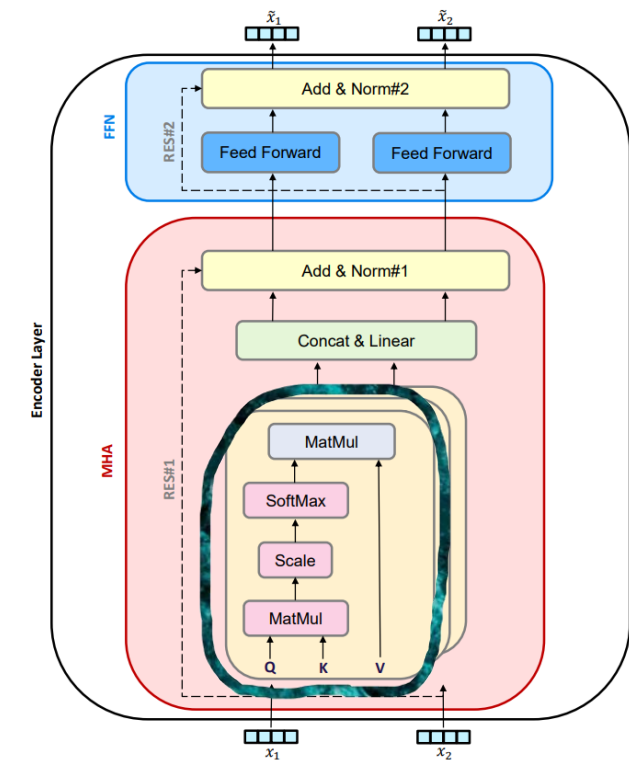 x̃₁ x̃₂
Encoder Layer
FFN
RES#2
Add & Norm#2
Feed Forward Feed Forward
MHA
RES#1
Add & Norm#1
Concat & Linear
MatMul
SoftMax
Scale
MatMul
Q K V
x₁ x₂